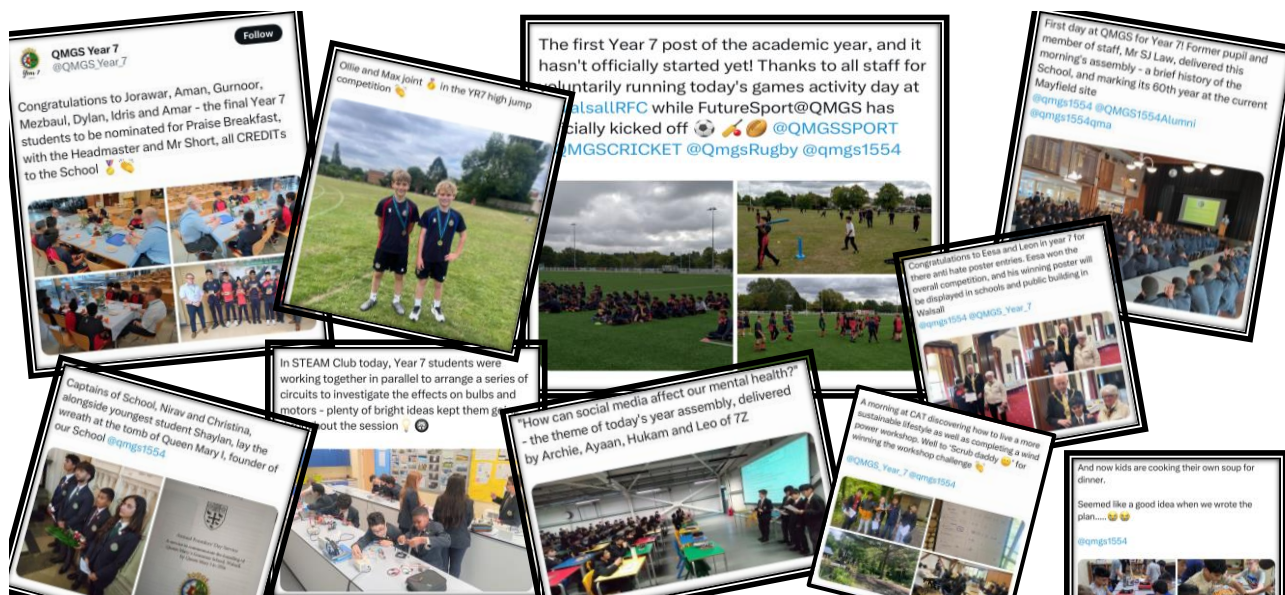 QMGS Year 7
@QMGS_Year_7
Follow
Congratulations to Jorawar, Aman, Gurnoor,
Mezbaul, Dylan, Idris and Amar - the final Year 7
students to be nominated for Praise Breakfast,
with the Headmaster and Mr Short, all CREDITs
to the School 🏅 👏
Ollie and Max joint 🥇 in the YR7 high jump
competition 👏
The first Year 7 post of the academic year, and it
hasn't officially started yet! Thanks to all staff for
voluntarily running today's games activity day at
alsallRFC while FutureSport@QMGS has
cially kicked off ⚽ 🏏 🏉 @QMGSSPORT
QMGSCRICKET @QmgsRugby @qmgs1554
First day at QMGS for Year 7! Former pupil and
member of staff, Mr SJ Law, delivered this
morning's assembly - a brief history of the
School, and marking its 60th year at the current
Mayfield site
@qmgs1554 @QMGS1554Alumni
@qmgs1554qma
Congratulations to Eesa and Leon in year 7 for
there anti hate poster entries. Eesa won the
overall competition, and his winning poster will
be displayed in schools and public building in
Walsall
@qmgs1554 @QMGS_Year_7
Captains of School, Nirav and Christina,
alongside youngest student Shaylan, lay the
wreath at the tomb of Queen Mary I, founder of
our School @qmgs1554
In STEAM Club today, Year 7 students were
working together in parallel to arrange a series of
circuits to investigate the effects on bulbs and
motors - plenty of bright ideas kept them g
hout the session 💡
"How can social media affect our mental health?"
- the theme of today's year assembly, delivered
by Archie, Ayaan, Hukam and Leo of 7Z
A morning at CAT discovering how to live a more
sustainable lifestyle as well as completing a wind
power workshop. Well to 'Scrub daddy 😀' for
winning the workshop challenge 👏
@QMGS_Year_7 @qmgs1554
And now kids are cooking their own soup for
dinner.
Seemed like a good idea when we wrote the
plan.....😂😂
@qmgs1554